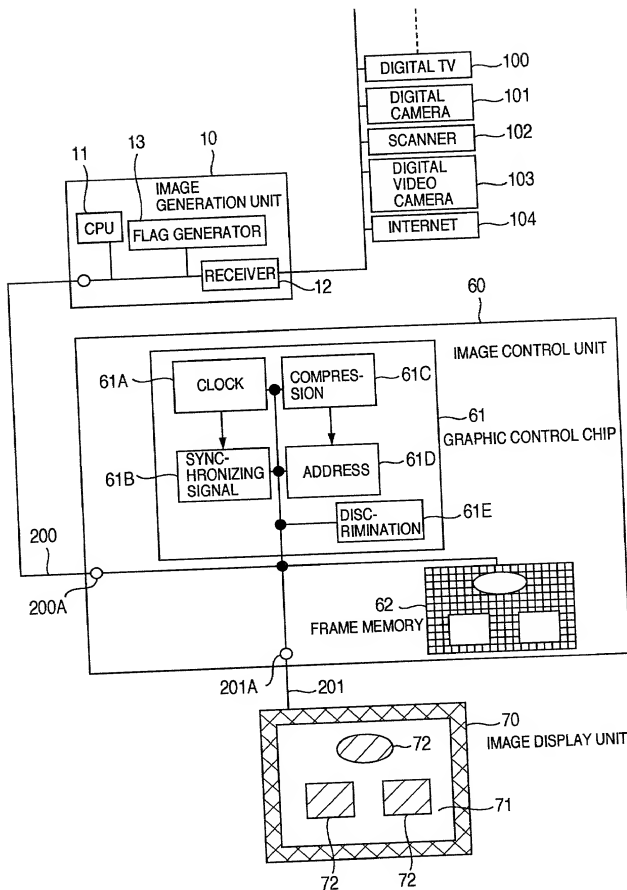 DIGITAL TV
100
DIGITAL
CAMERA
101
SCANNER
102
DIGITAL
VIDEO
CAMERA
103
INTERNET
104
10
11
13
IMAGE
GENERATION UNIT
CPU
FLAG GENERATOR
RECEIVER
12
60
IMAGE CONTROL UNIT
61A
CLOCK
COMPRES-
SION
61C
61
GRAPHIC CONTROL CHIP
61B
SYNC-
HRONIZING
SIGNAL
ADDRESS
61D
DISC-
RIMINATION
61E
200
200A
62
FRAME MEMORY
201A
201
70
IMAGE DISPLAY UNIT
72
71
72
72